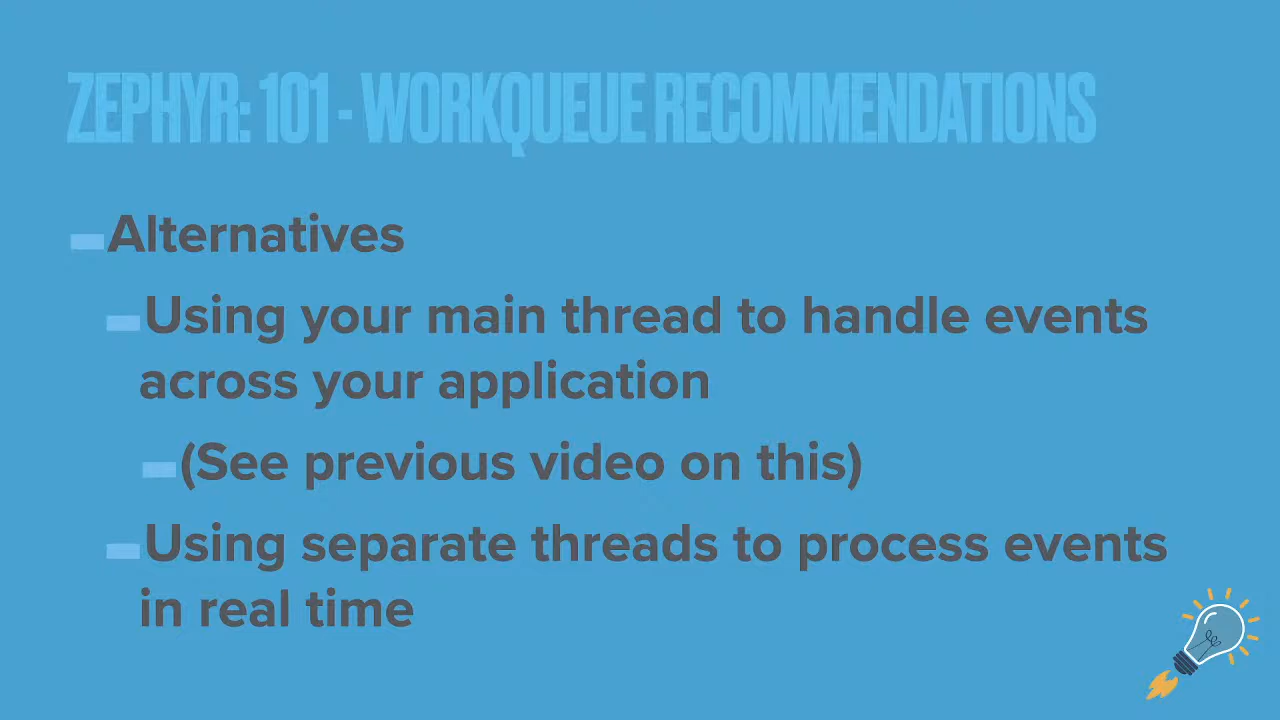 ZEPHYR: 101 - WORKQUEUE RECOMMENDATIONS
Alternatives
Using your main thread to handle events
across your application
(See previous video on this)
Using separate threads to process events
in real time